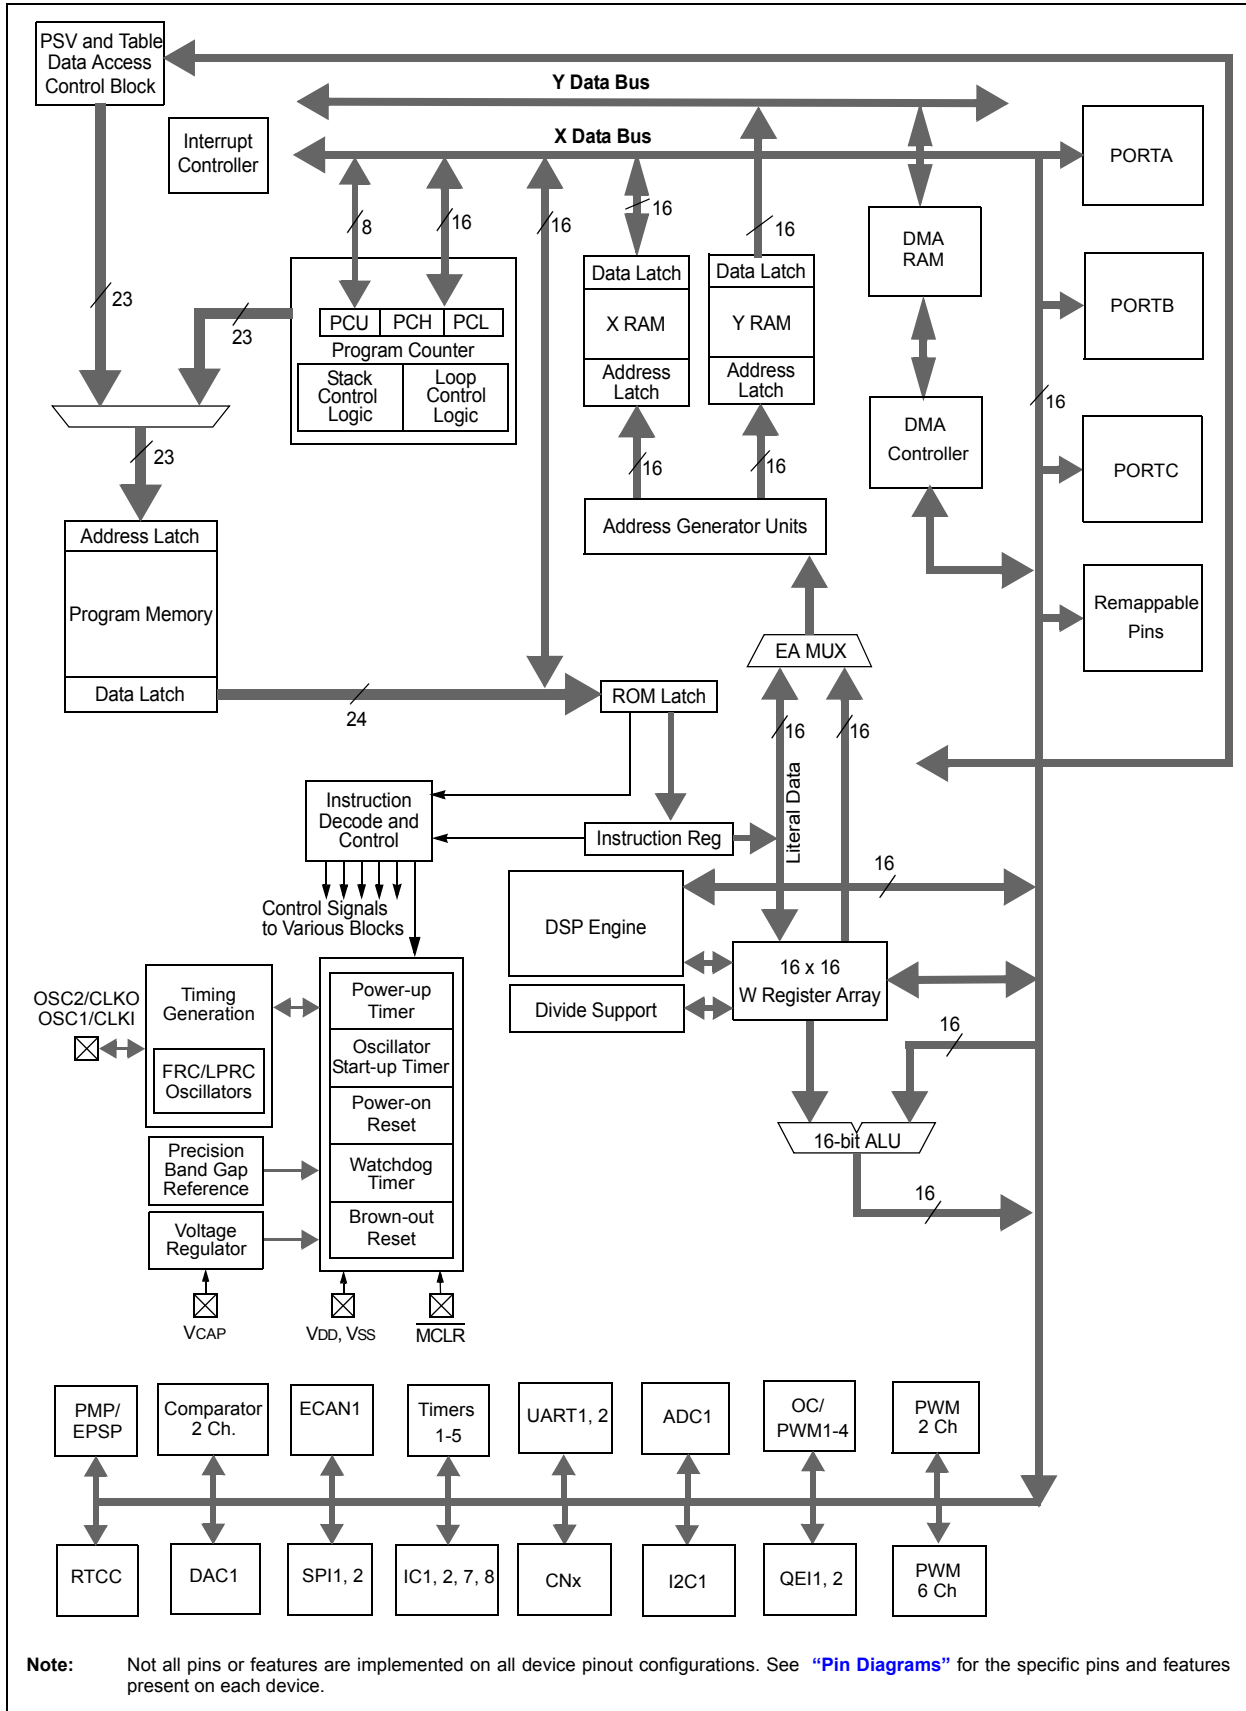 PSV and Table
Data Access
Control Block
Y Data Bus
X Data Bus
Interrupt
Controller
PORTA
8
16
16
16
16
DMA
RAM
Data Latch
X RAM
Address
Latch
Data Latch
Y RAM
Address
Latch
PORTB
23
23
PCU
PCH
PCL
Program Counter
Stack
Control
Logic
Loop
Control
Logic
16
DMA
Controller
PORTC
23
16
16
Address Generator Units
Address Latch
Program Memory
Data Latch
Remappable
Pins
EA MUX
24
ROM Latch
16
16
Literal Data
Instruction
Decode and
Control
Instruction Reg
Control Signals
to Various Blocks
16
DSP Engine
16 x 16
W Register Array
Divide Support
OSC2/CLKO
OSC1/CLKI
Timing
Generation
FRC/LPRC
Oscillators
Power-up
Timer
Oscillator
Start-up Timer
Power-on
Reset
Watchdog
Timer
Brown-out
Reset
16
16-bit ALU
16
Precision
Band Gap
Reference
Voltage
Regulator
VCAP
VDD, VSS
MCLR
PMP/
EPSP
Comparator
2 Ch.
ECAN1
Timers
1-5
UART1, 2
ADC1
OC/
PWM1-4
PWM
2 Ch
RTCC
DAC1
SPI1, 2
IC1, 2, 7, 8
CNx
I2C1
QEI1, 2
PWM
6 Ch
Note: Not all pins or features are implemented on all device pinout configurations. See “Pin Diagrams” for the specific pins and features
present on each device.